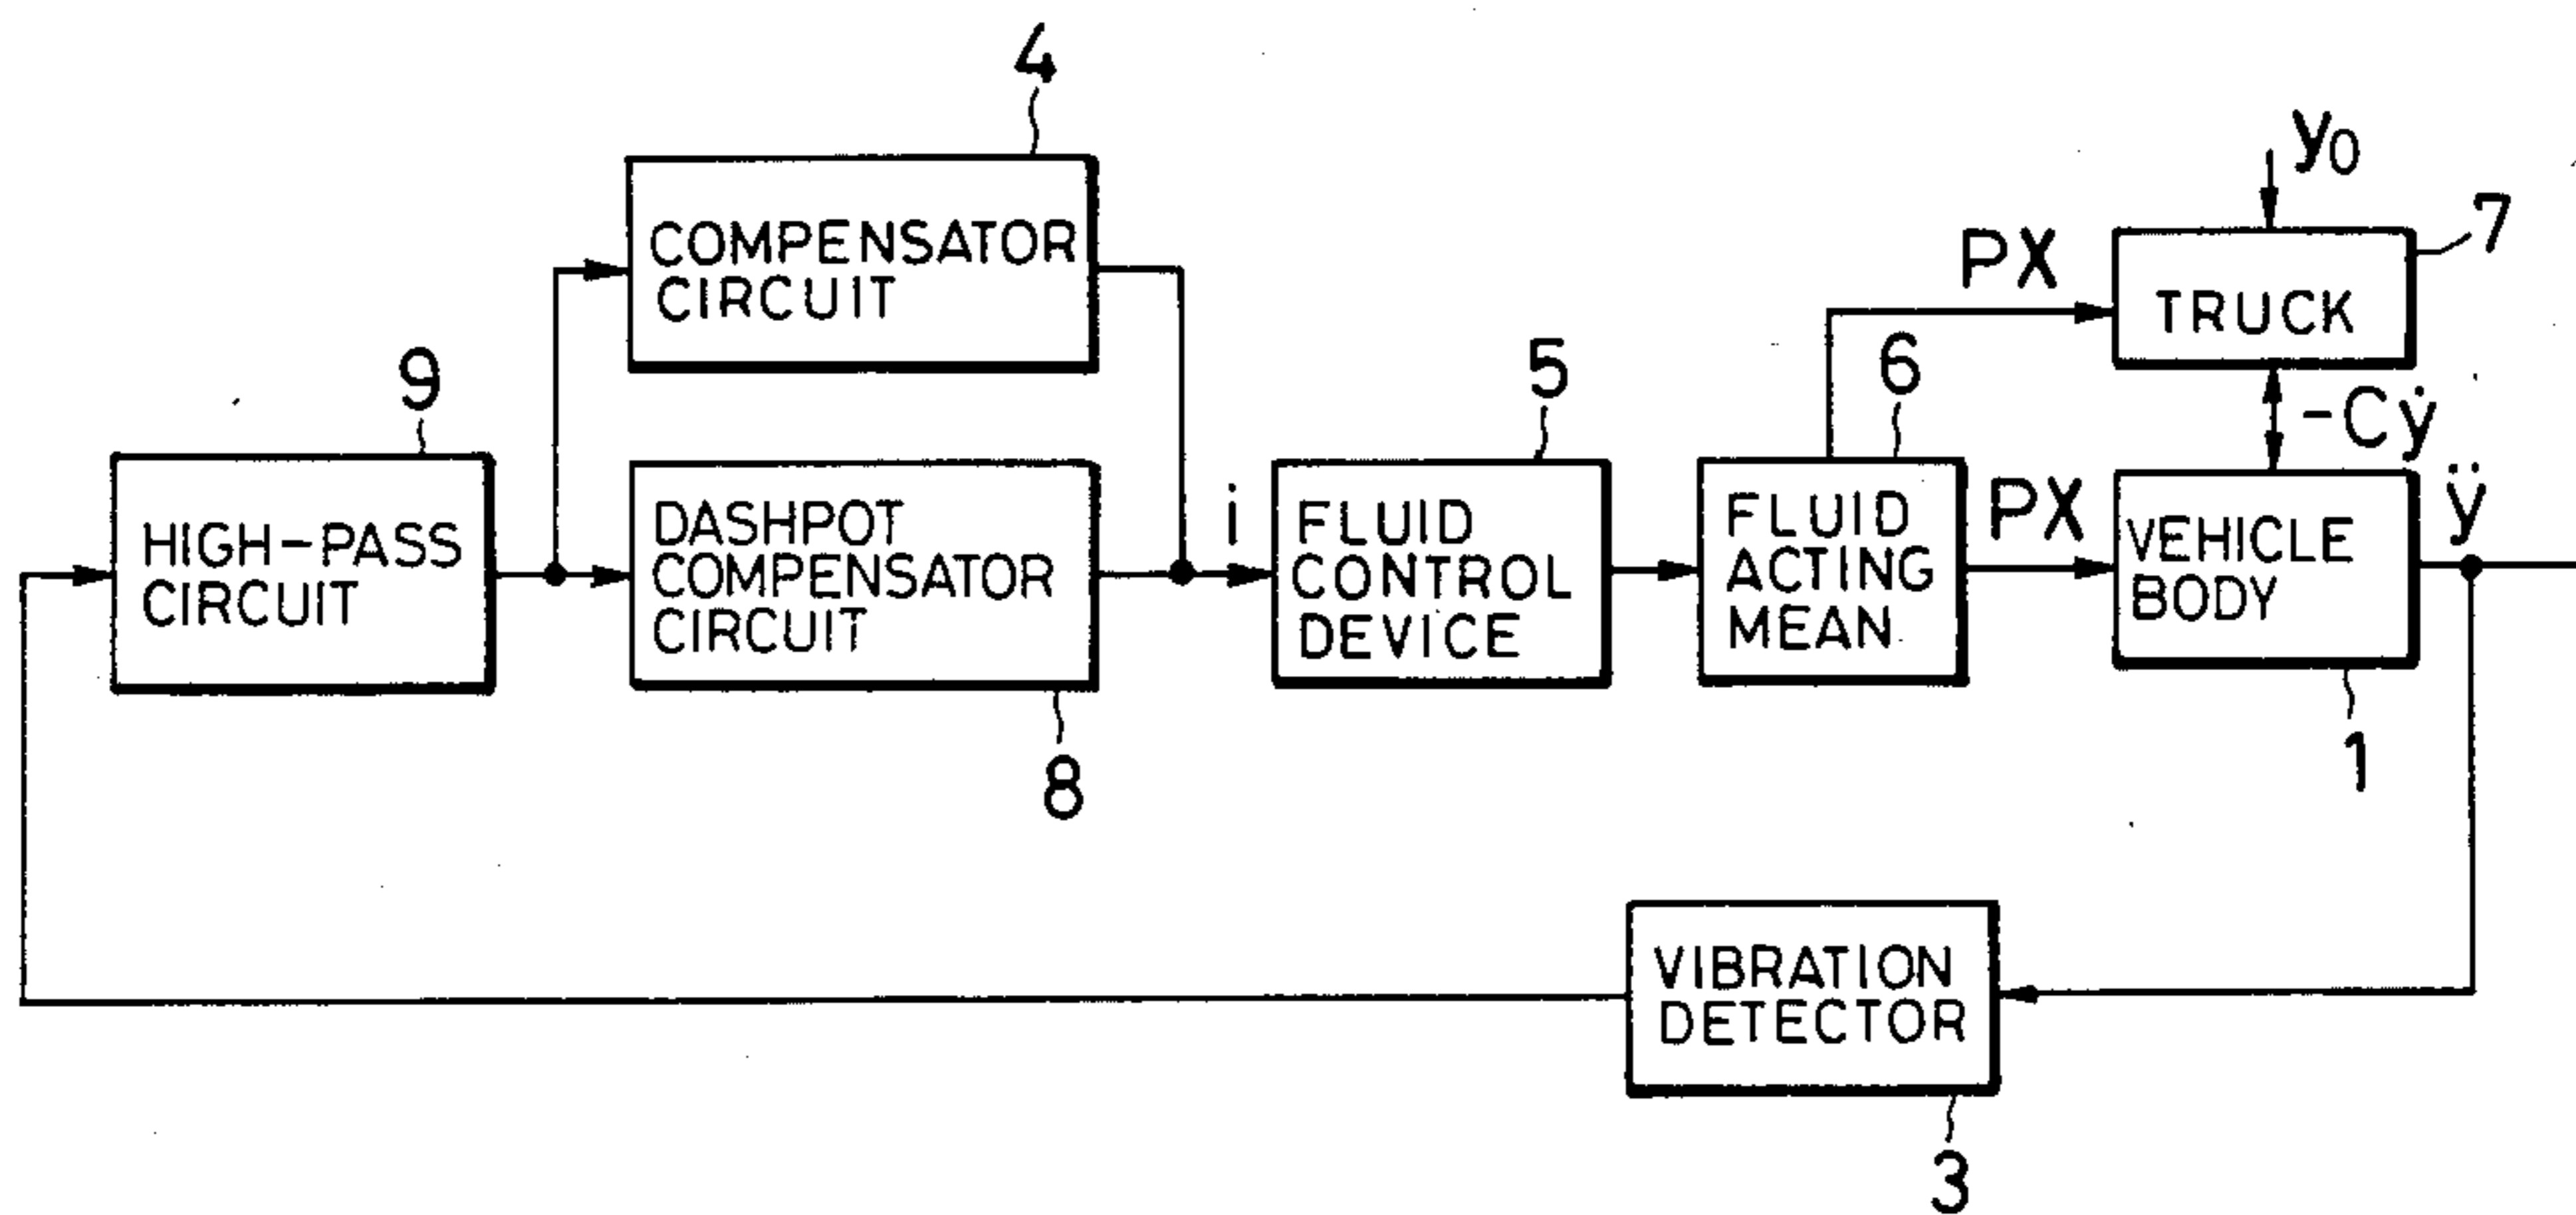 4
COMPENSATOR
CIRCUIT
9
HIGH-PASS
CIRCUIT
DASHPOT
COMPENSATOR
CIRCUIT
8
i
5
FLUID
CONTROL
DEVICE
6
FLUID
ACTING
MEAN
PX
PX
y₀
7
TRUCK
-Cẏ
VEHICLE
BODY
ÿ
1
VIBRATION
DETECTOR
3